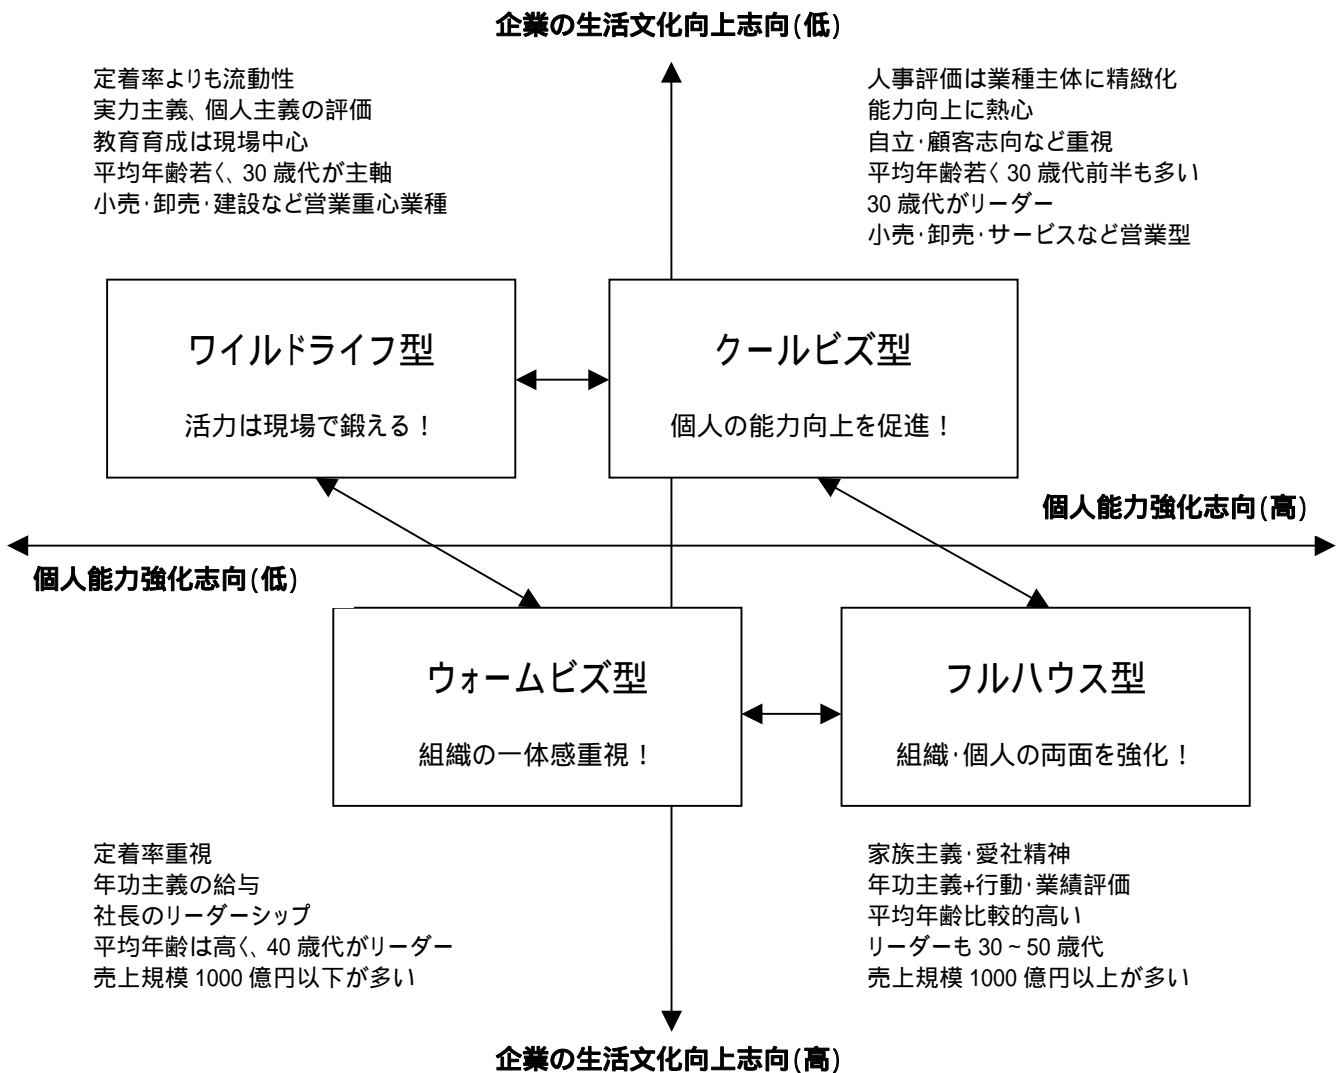 企業の生活文化向上志向(低)
定着率よりも流動性
実力主義、個人主義の評価
教育育成は現場中心
平均年齢若く、30歳代が主軸
小売・卸売・建設など営業重心業種
人事評価は業種主体に精緻化
能力向上に熱心
自立・顧客志向など重視
平均年齢若く30歳代前半も多い
30歳代がリーダー
小売・卸売・サービスなど営業型
ワイルドライフ型
活力は現場で鍛える！
クールビズ型
個人の能力向上を促進！
個人能力強化志向(高)
個人能力強化志向(低)
ウォームビズ型
組織の一体感重視！
フルハウス型
組織・個人の両面を強化！
定着率重視
年功主義の給与
社長のリーダーシップ
平均年齢は高く、40歳代がリーダー
売上規模1000億円以下が多い
家族主義・愛社精神
年功主義+行動・業績評価
平均年齢比較的高い
リーダーも30～50歳代
売上規模1000億円以上が多い
企業の生活文化向上志向(高)